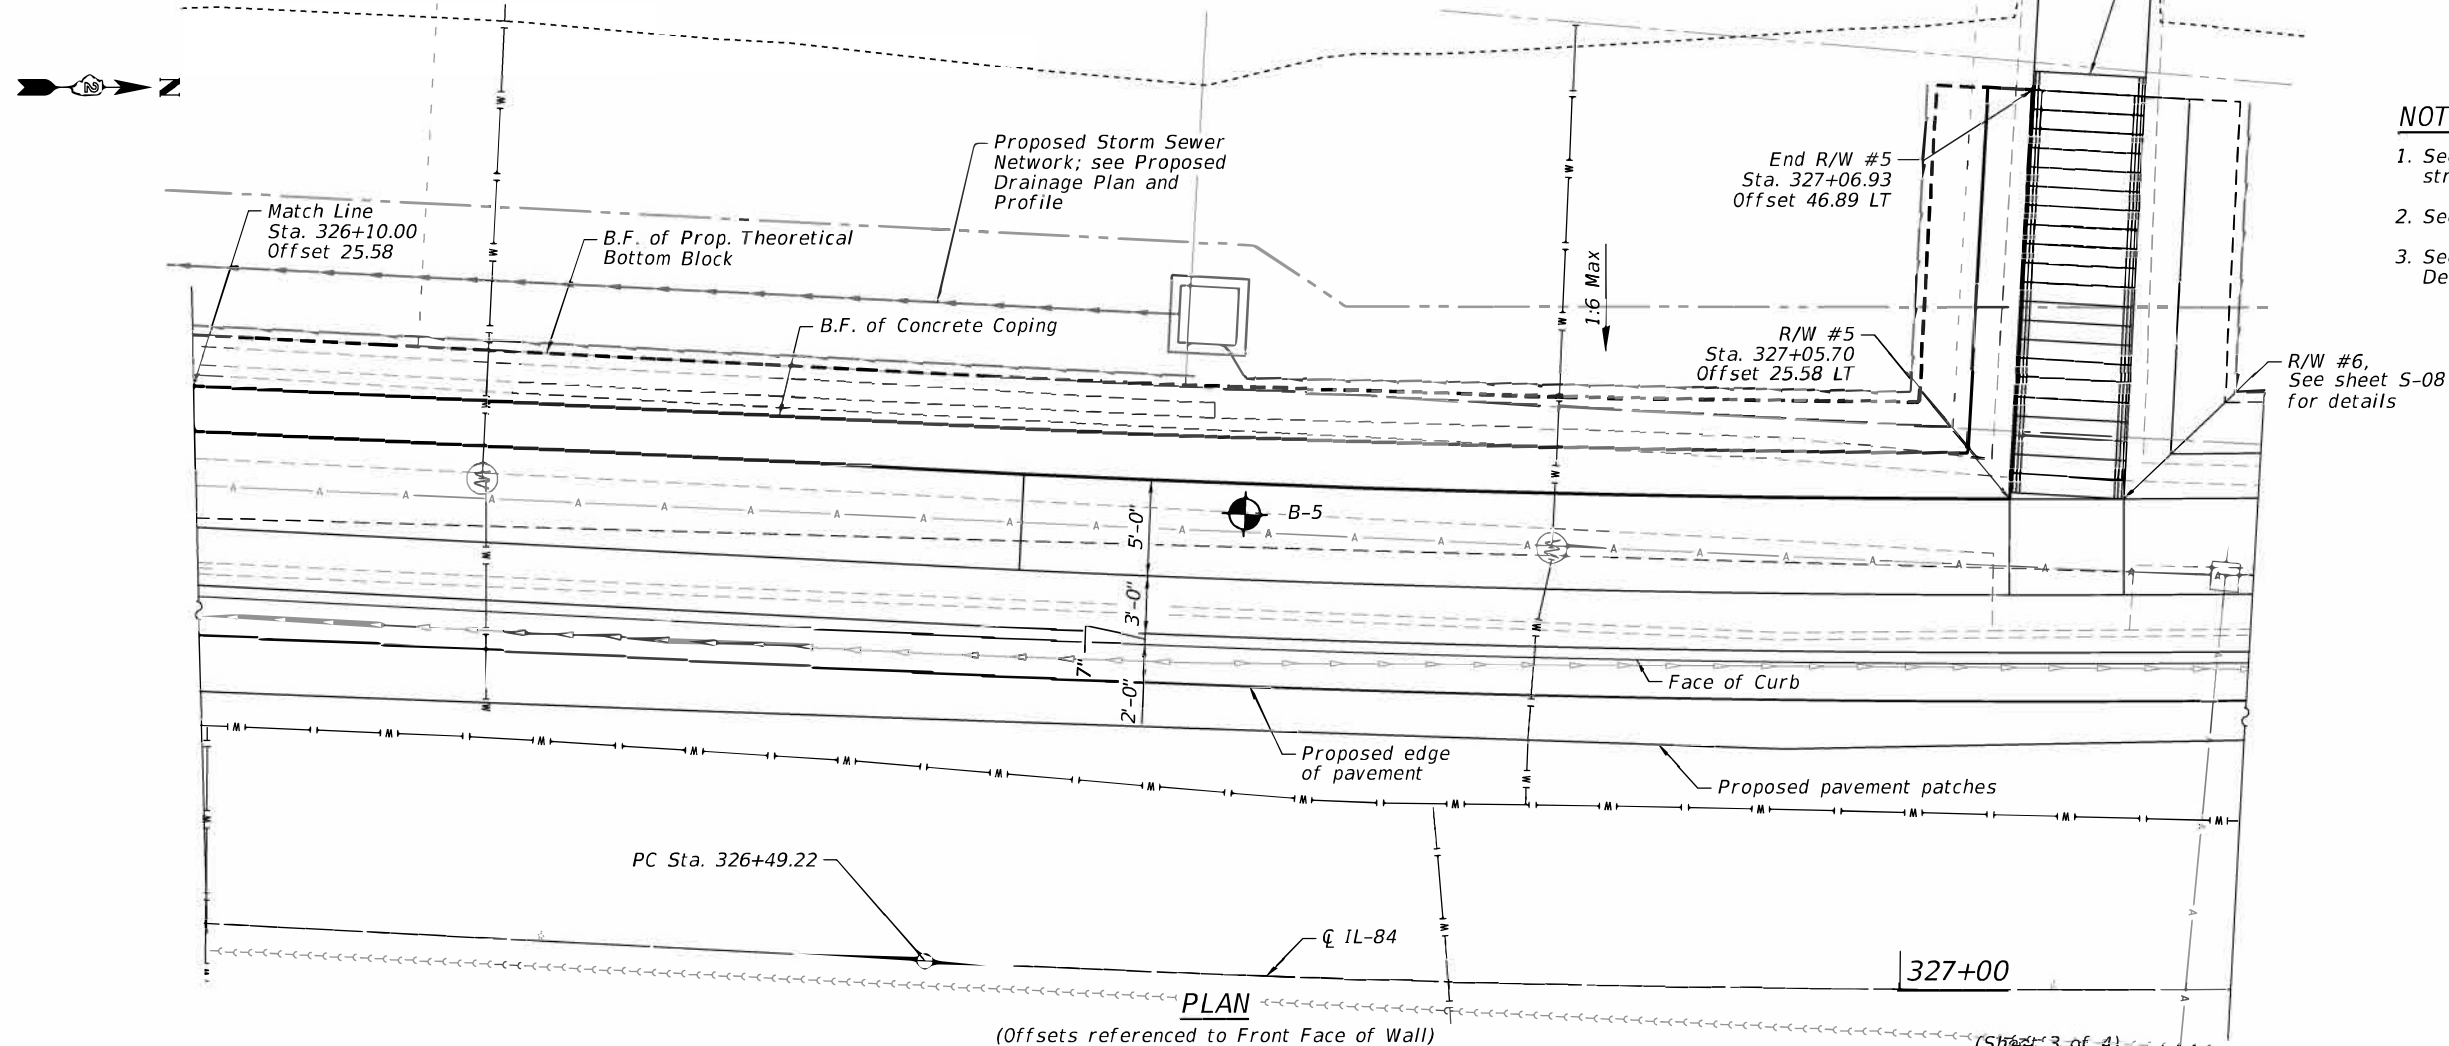 N
Proposed Storm Sewer
Network; see Proposed
Drainage Plan and
Profile
Match Line
Sta. 326+10.00
Offset 25.58
B.F. of Prop. Theoretical
Bottom Block
B.F. of Concrete Coping
1:6 Max
End R/W #5
Sta. 327+06.93
Offset 46.89 LT
R/W #5
Sta. 327+05.70
Offset 25.58 LT
R/W #6,
See sheet S-08
for details
NOT
1. Se
str
2. Se
3. Se
De
B-5
5'-0"
3'-0"
7"
2'-0"
Face of Curb
Proposed edge
of pavement
Proposed pavement patches
PC Sta. 326+49.22
℄ IL-84
327+00
PLAN
(Offsets referenced to Front Face of Wall)
(Sheet 3 of 4)